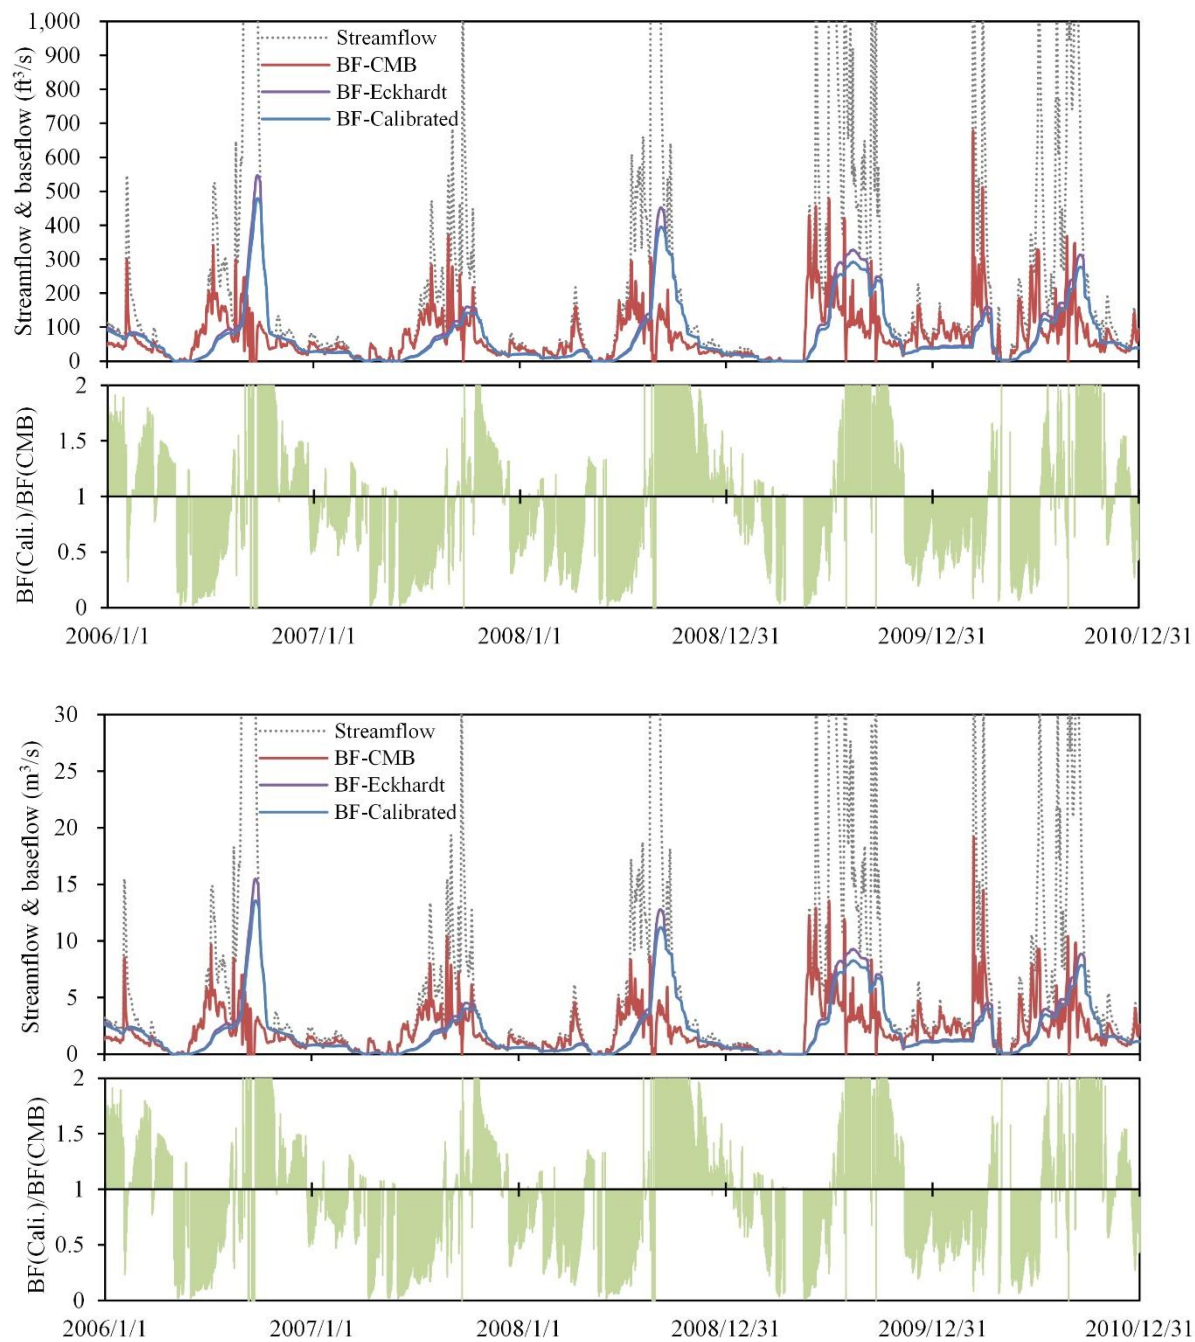 1,000
900
800
700
600
500
400
300
200
100
0
Streamflow & baseflow (ft³/s)
Streamflow
BF-CMB
BF-Eckhardt
BF-Calibrated
2
1.5
1
0.5
0
BF(Cali.)/BF(CMB)
2006/1/1 2007/1/1 2008/1/1 2008/12/31 2009/12/31 2010/12/31
30
25
20
15
10
5
0
Streamflow & baseflow (m³/s)
Streamflow
BF-CMB
BF-Eckhardt
BF-Calibrated
2
1.5
1
0.5
0
BF(Cali.)/BF(CMB)
2006/1/1 2007/1/1 2008/1/1 2008/12/31 2009/12/31 2010/12/31